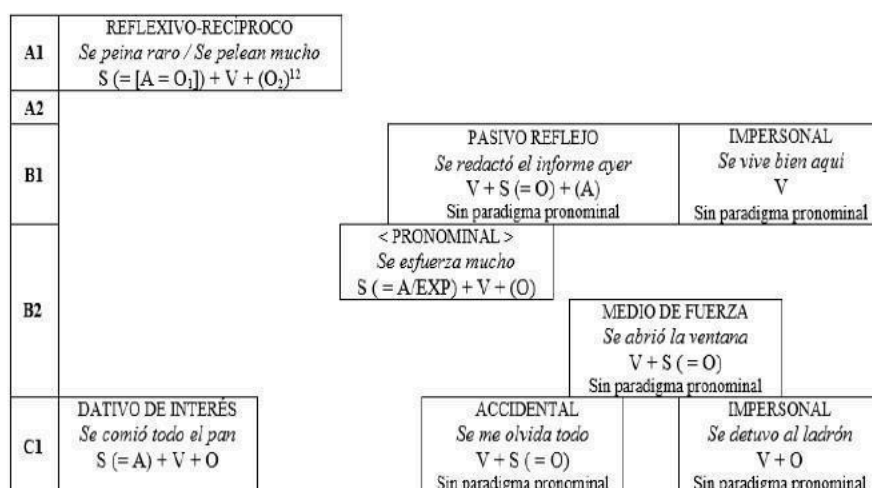 A1
REFLEXIVO-RECÍPROCO
Se peina raro / Se pelean mucho
S (= [A = O₁]) + V + (O₂)¹²
A2
B1
PASIVO REFLEJO
Se redactó el informe ayer
V + S (= O) + (A)
Sin paradigma pronominal
IMPERSONAL
Se vive bien aquí
V
Sin paradigma pronominal
B2
< PRONOMINAL >
Se esfuerza mucho
S ( = A/EXP) + V + (O)
MEDIO DE FUERZA
Se abrió la ventana
V + S ( = O)
Sin paradigma pronominal
C1
DATIVO DE INTERÉS
Se comió todo el pan
S (= A) + V + O
ACCIDENTAL
Se me olvida todo
V + S ( = O)
Sin paradigma pronominal
IMPERSONAL
Se detuvo al ladrón
V + O
Sin paradigma pronominal